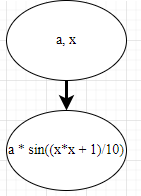 a, x
a * sin((x*x + 1)/10)